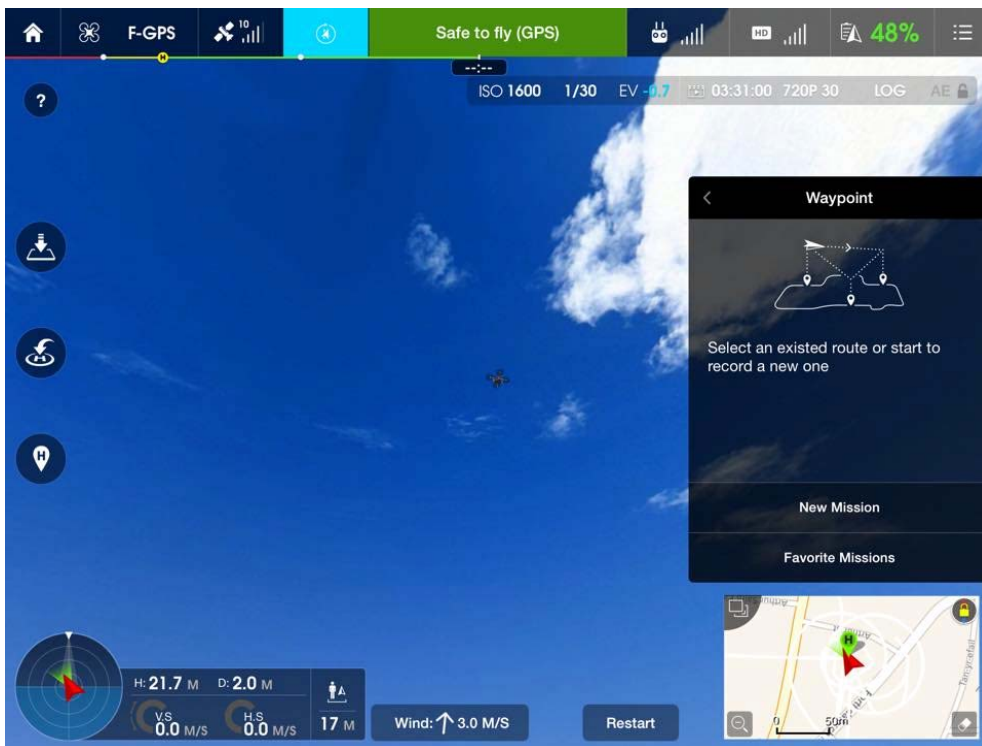 F-GPS
10
Safe to fly (GPS)
HD
48%
H
--:--
ISO 1600 1/30 EV -0.7 03:31:00 720P 30 LOG AE
?
Waypoint
Select an existed route or start to
record a new one
H
H
New Mission
Favorite Missions
H
H: 21.7 M D: 2.0 M
V.S
0.0 M/S
H.S
0.0 M/S
17 M
Wind: 3.0 M/S
Restart
0 50m